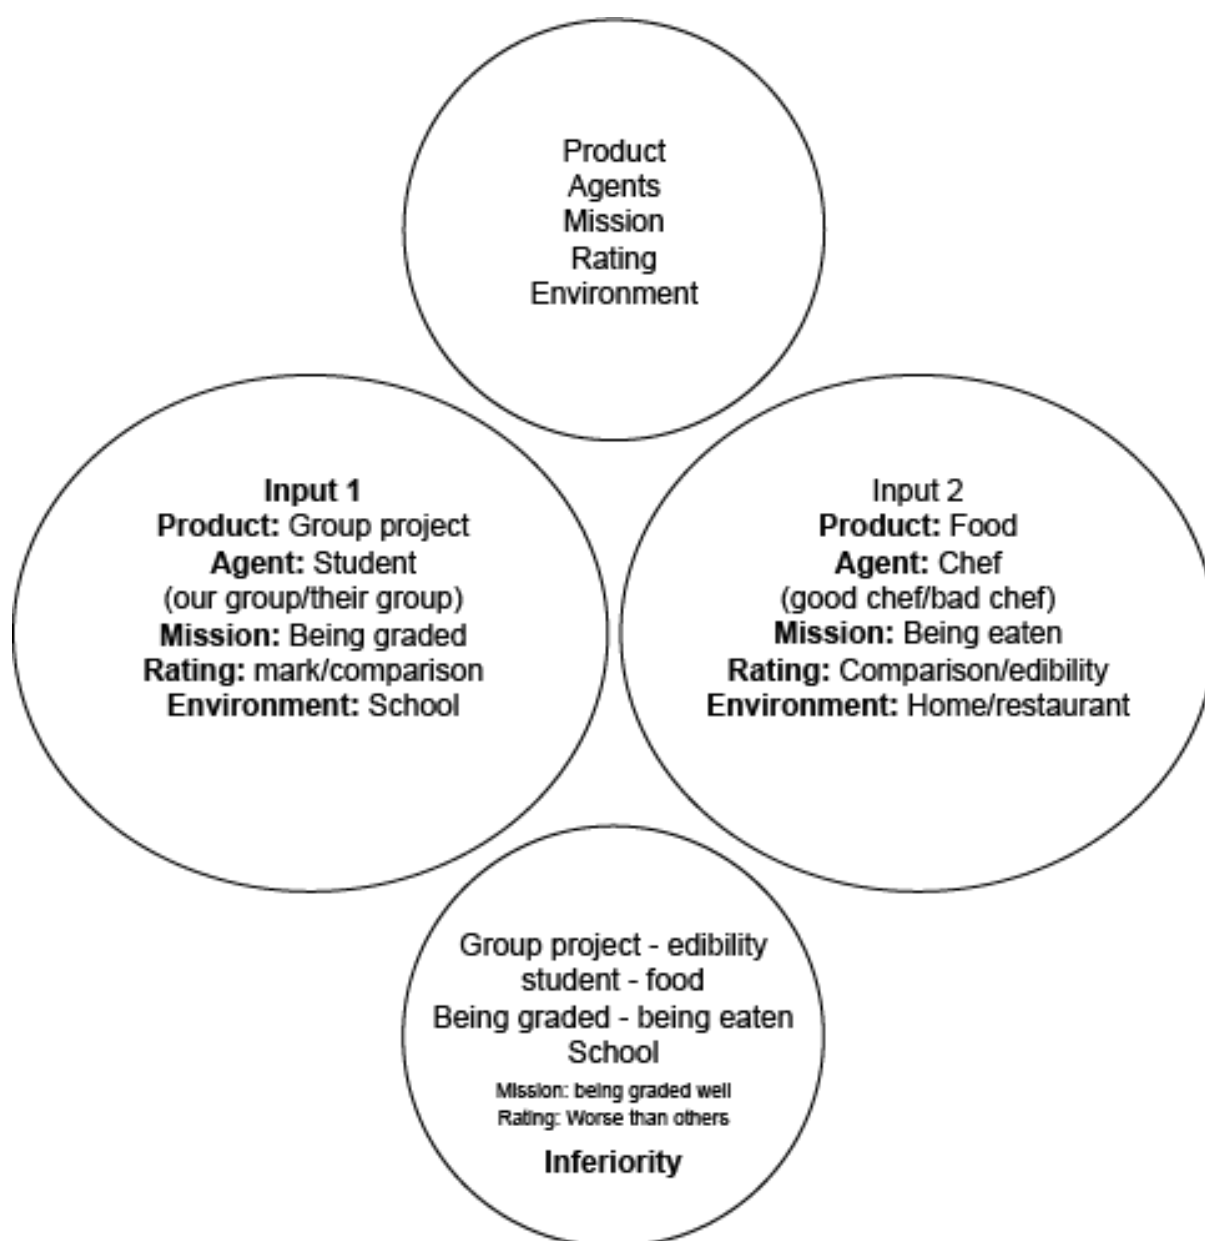 Product
Agents
Mission
Rating
Environment
Input 1
Product: Group project
Agent: Student
(our group/their group)
Mission: Being graded
Rating: mark/comparison
Environment: School
Input 2
Product: Food
Agent: Chef
(good chef/bad chef)
Mission: Being eaten
Rating: Comparison/edibility
Environment: Home/restaurant
Group project - edibility
student - food
Being graded - being eaten
School
Mission: being graded well
Rating: Worse than others
Inferiority